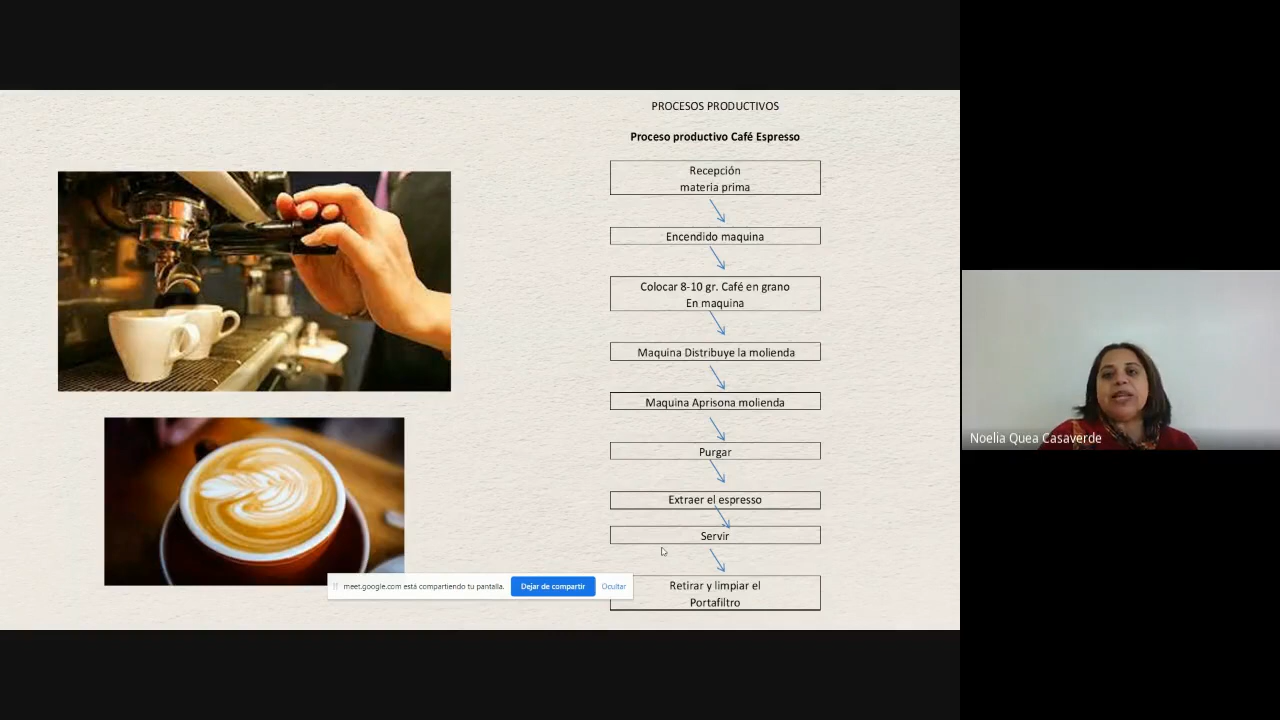 PROCESOS PRODUCTIVOS
Proceso productivo Café Espresso
Recepción
materia prima
Encendido maquina
Colocar 8-10 gr. Café en grano
En maquina
Maquina Distribuye la molienda
Maquina Aprisona molienda
Purgar
Extraer el espresso
Servir
Retirar y limpiar el
Portafiltro
meet.google.com está compartiendo tu pantalla. Dejar de compartir Ocultar
Noelia Quea Casaverde